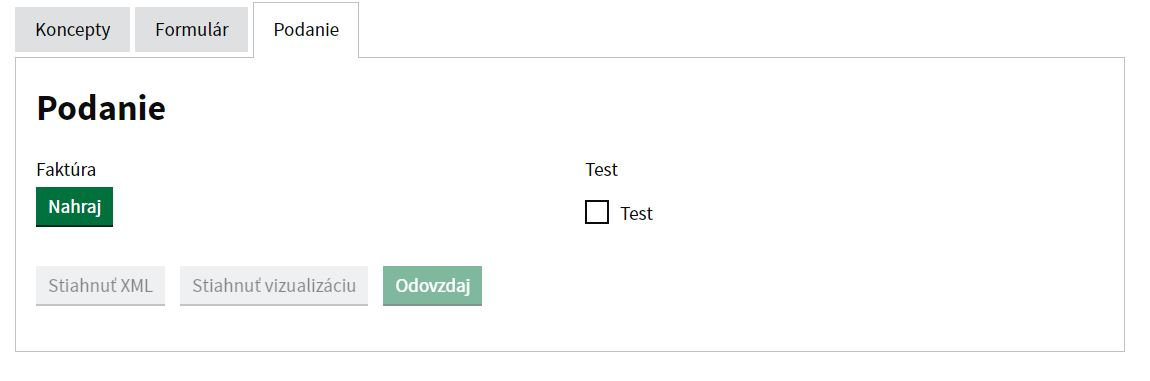 Koncepty Formulár Podanie
Podanie
Faktúra Test
Nahraj Test
Stiahnuť XML Stiahnuť vizualizáciu Odovzdaj